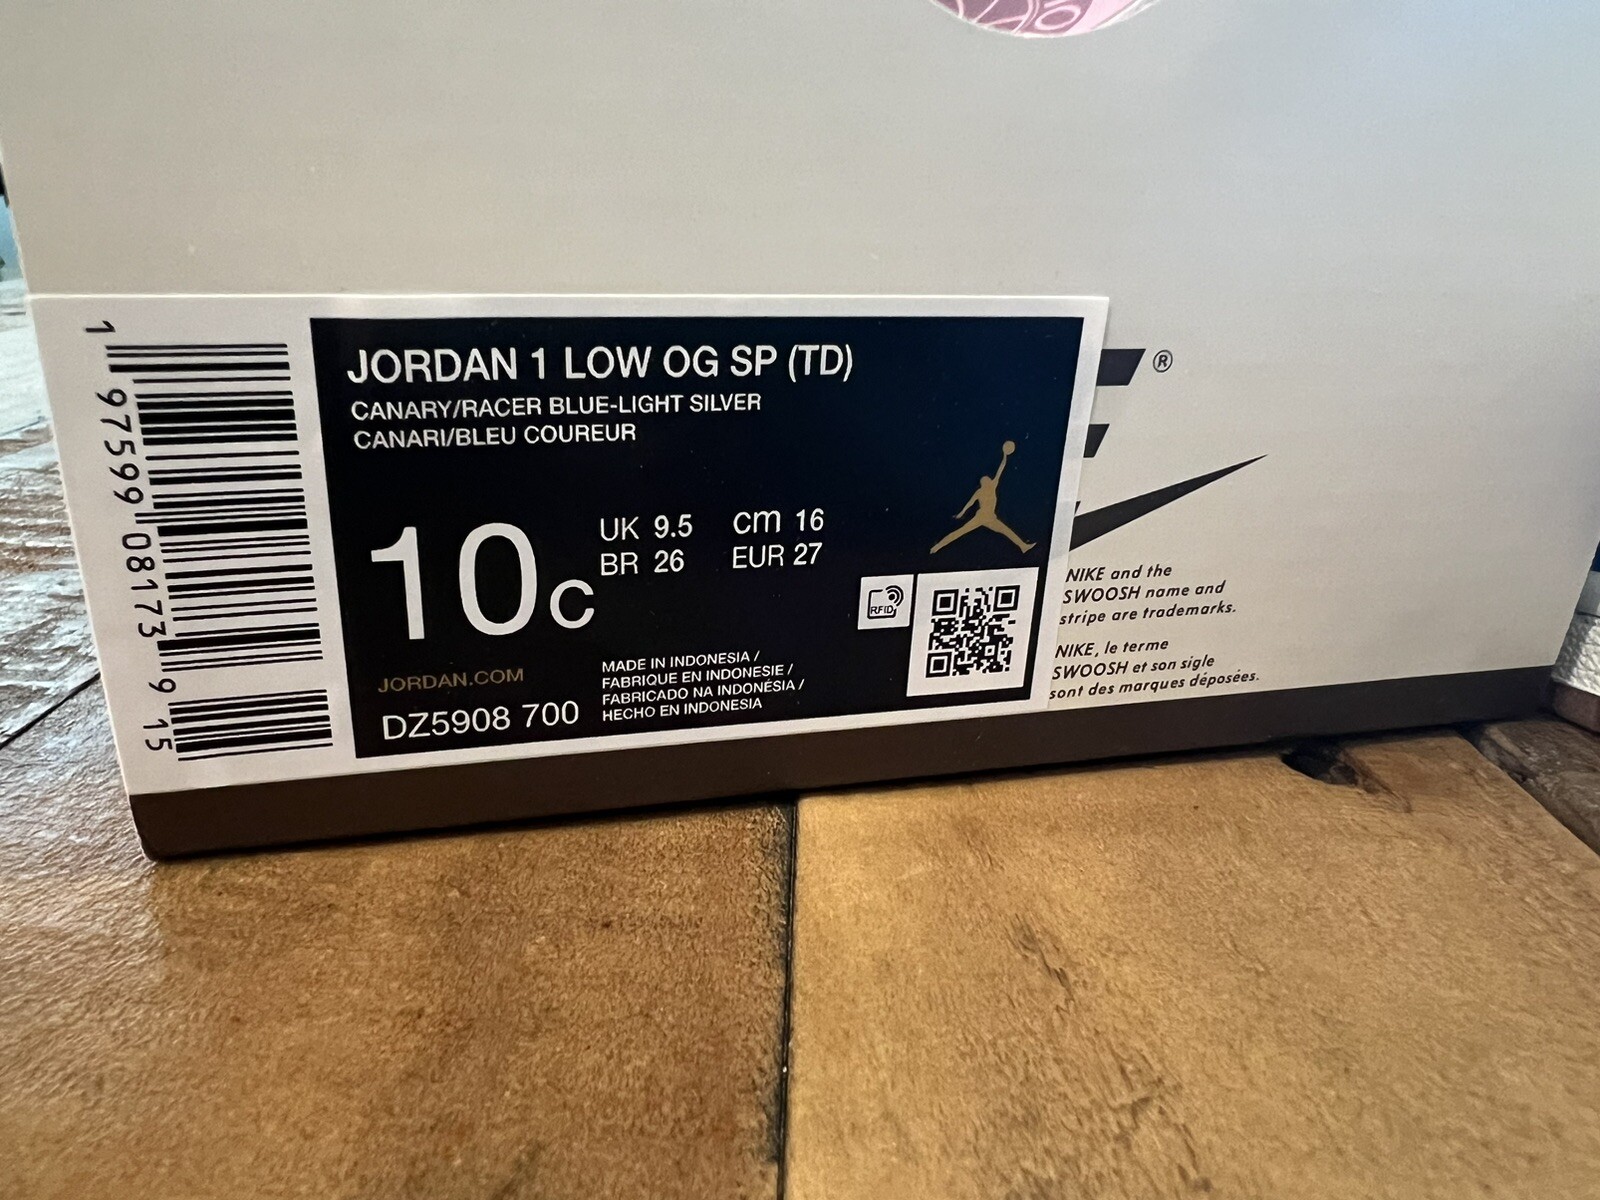 JORDAN 1 LOW OG SP (TD)
CANARY/RACER BLUE-LIGHT SILVER
CANARI/BLEU COUREUR
10c
UK 9.5 cm 16
BR 26 EUR 27
RFID
JORDAN.COM
DZ5908 700
MADE IN INDONESIA /
FABRIQUE EN INDONESIE /
FABRICADO NA INDONÉSIA /
HECHO EN INDONESIA
1 97599 08173 9 15
®
NIKE and the
SWOOSH name and
stripe are trademarks.
NIKE, le terme
SWOOSH et son sigle
sont des marques déposées.